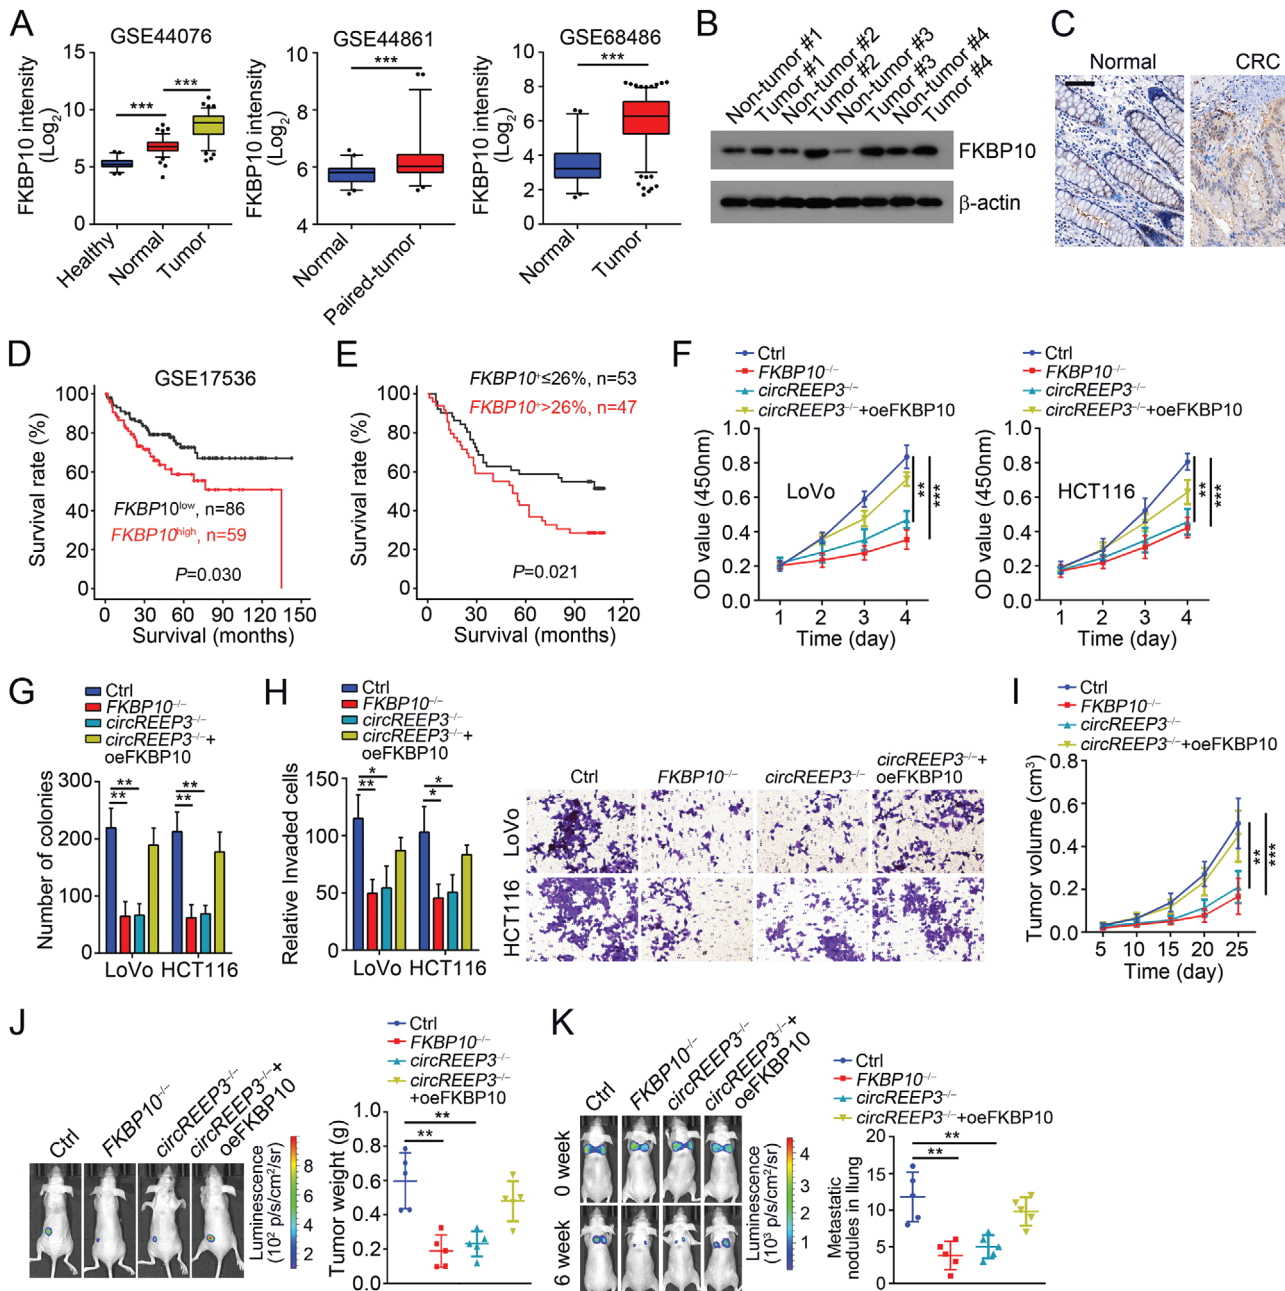 A
GSE44076
FKBP10 intensity
(Log2)
15
10
5
0
***
***
Healthy
Normal
Tumor
GSE44861
FKBP10 intensity
(Log2)
10
8
6
4
***
Normal
Paired-tumor
GSE68486
FKBP10 intensity
(Log2)
10
8
6
4
2
0
***
Normal
Tumor
B
Non-tumor #1
Tumor #1
Non-tumor #2
Tumor #2
Non-tumor #3
Tumor #3
Non-tumor #4
Tumor #4
FKBP10
β-actin
C
Normal
CRC
D
GSE17536
Survival rate (%)
100
80
60
40
20
0
FKBP10low, n=86
FKBP10high, n=59
P=0.030
0 30 60 90 120 150
Survival (months)
E
FKBP10+≤26%, n=53
FKBP10+>26%, n=47
Survival rate (%)
100
80
60
40
20
0
P=0.021
0 30 60 90 120
Survival (months)
F
Ctrl
FKBP10−/−
circREEP3−/−
circREEP3−/−+oeFKBP10
OD value (450nm)
1.0
0.8
0.6
0.4
0.2
0.0
LoVo
**
***
1 2 3 4
Time (day)
Ctrl
FKBP10−/−
circREEP3−/−
circREEP3−/−+oeFKBP10
OD value (450nm)
1.0
0.8
0.6
0.4
0.2
0.0
HCT116
**
***
1 2 3 4
Time (day)
G
Ctrl
FKBP10−/−
circREEP3−/−
circREEP3−/−+
oeFKBP10
Number of colonies
300
200
100
0
** **
** **
LoVo HCT116
H
Ctrl
FKBP10−/−
circREEP3−/−
circREEP3−/−+
oeFKBP10
Relative Invaded cells
150
100
50
0
* *
** *
LoVo HCT116
Ctrl
FKBP10−/−
circREEP3−/−
circREEP3−/−+
oeFKBP10
LoVo
HCT116
I
Ctrl
FKBP10−/−
circREEP3−/−
circREEP3−/−+oeFKBP10
Tumor volume (cm3)
0.8
0.6
0.4
0.2
0.0
**
***
5 10 15 20 25
Time (day)
J
Ctrl
FKBP10−/−
circREEP3−/−
circREEP3−/−+
oeFKBP10
Luminescence
(10² p/s/cm²/sr)
8
6
4
2
Ctrl
FKBP10−/−
circREEP3−/−
circREEP3−/−
+oeFKBP10
Tumor weight (g)
1.0
0.8
0.6
0.4
0.2
0.0
**
**
K
Ctrl
FKBP10−/−
circREEP3−/−
circREEP3−/−+
oeFKBP10
0 week
6 week
Luminescence
(10³ p/s/cm²/sr)
4
3
2
1
Ctrl
FKBP10−/−
circREEP3−/−
circREEP3−/−+oeFKBP10
Metastatic
nodules in llung
20
15
10
5
0
**
**